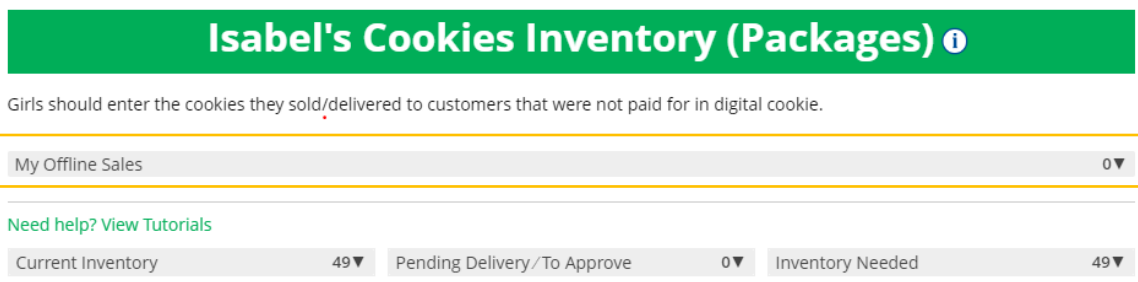 Isabel's Cookies Inventory (Packages) i
Girls should enter the cookies they sold/delivered to customers that were not paid for in digital cookie.
My Offline Sales 0▼
Need help? View Tutorials
Current Inventory 49▼ Pending Delivery/To Approve 0▼ Inventory Needed 49▼